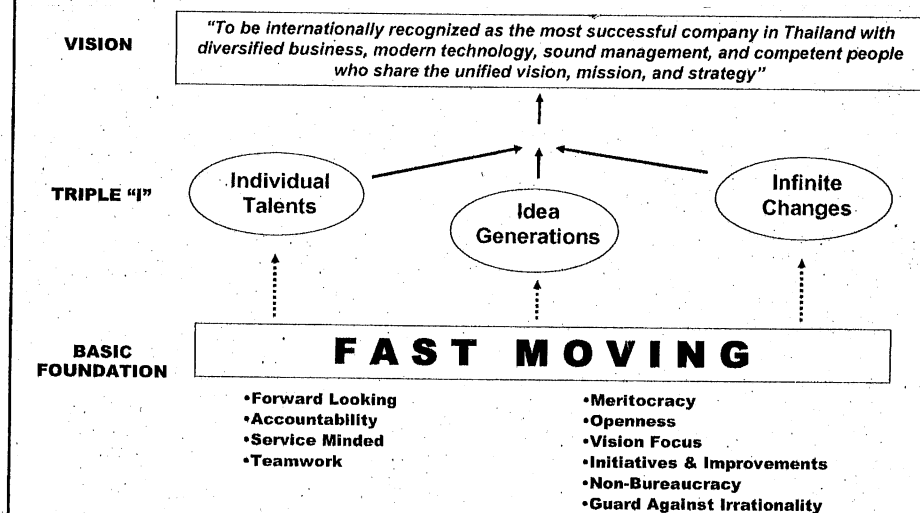 VISION
“To be internationally recognized as the most successful company in Thailand with
diversified business, modern technology, sound management, and competent people
who share the unified vision, mission, and strategy”
TRIPLE “I”
Individual
Talents
Idea
Generations
Infinite
Changes
BASIC
FOUNDATION
FAST MOVING
•Forward Looking
•Accountability
•Service Minded
•Teamwork
•Meritocracy
•Openness
•Vision Focus
•Initiatives & Improvements
•Non-Bureaucracy
•Guard Against Irrationality